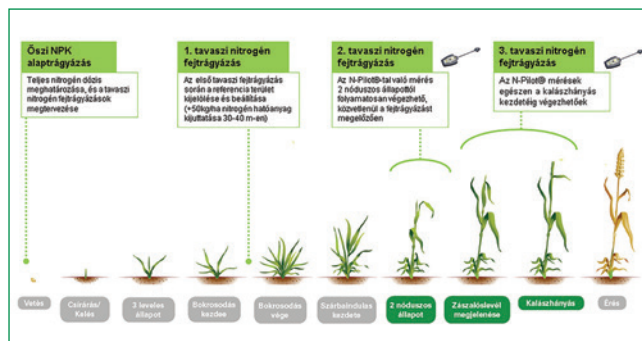 Őszi NPK
alaptrágyázás
Teljes nitrogén dózis
meghatározása, és a tavaszi
nitrogén fejtrágyázások
megtervezése
1. tavaszi nitrogén
fejtrágyázás
Az első tavaszi fejtrágyázás
során a referencia terület
kijelölése és beállítása
(+50kg/ha nitrogén hatóanyag
kijuttatása 30-40 m-en)
2. tavaszi nitrogén
fejtrágyázás
Az N-Pilot®-tal való mérés
2 nóduszos állapottól
folyamatosan végezhető,
közvetlenül a fejtrágyázást
megelőzően
3. tavaszi nitrogén
fejtrágyázás
Az N-Pilot® mérések
egészen a kalászhányás
kezdetéig végezhetőek
Vetés
Csírázás/
Kelés
3 leveles
állapot
Bokrosodás
kezdee
Bokrosodás
vége
Szárbaindulas
kezdete
2 nóduszos
állapot
Zászalóslevél
megjelenése
Kalászhányás
Érés